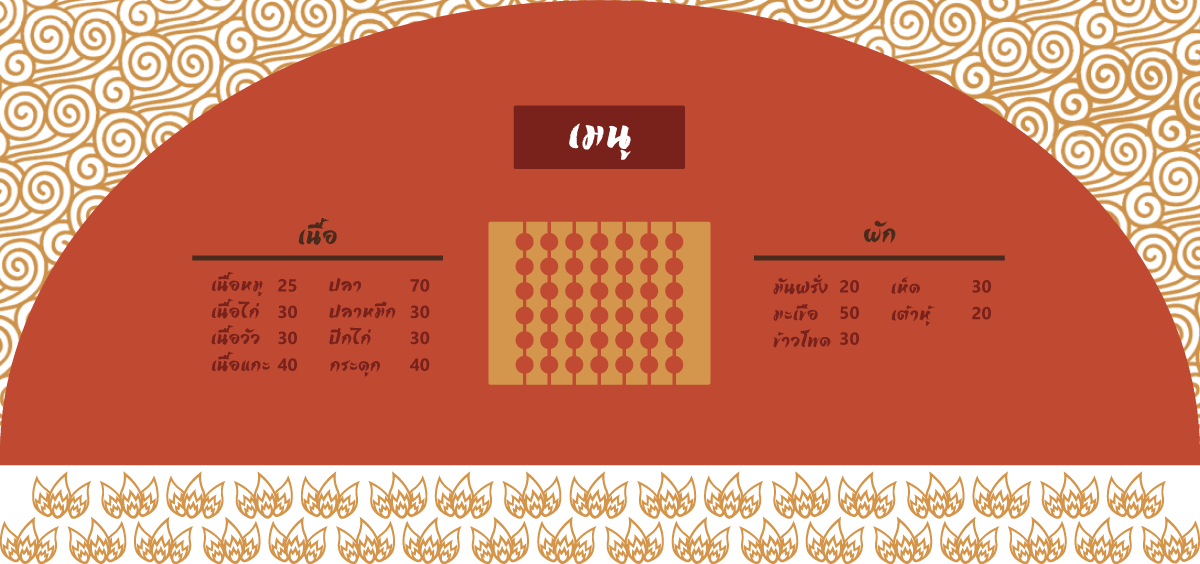 เมนู
เนื้อ
เนื้อหมู 25 ปลา 70
เนื้อไก่ 30 ปลาหมึก 30
เนื้อวัว 30 ปีกไก่ 30
เนื้อแกะ 40 กระดูก 40
ผัก
มันฝรั่ง 20 เห็ด 30
มะเขือ 50 เต้าหู้ 20
ข้าวโพด 30